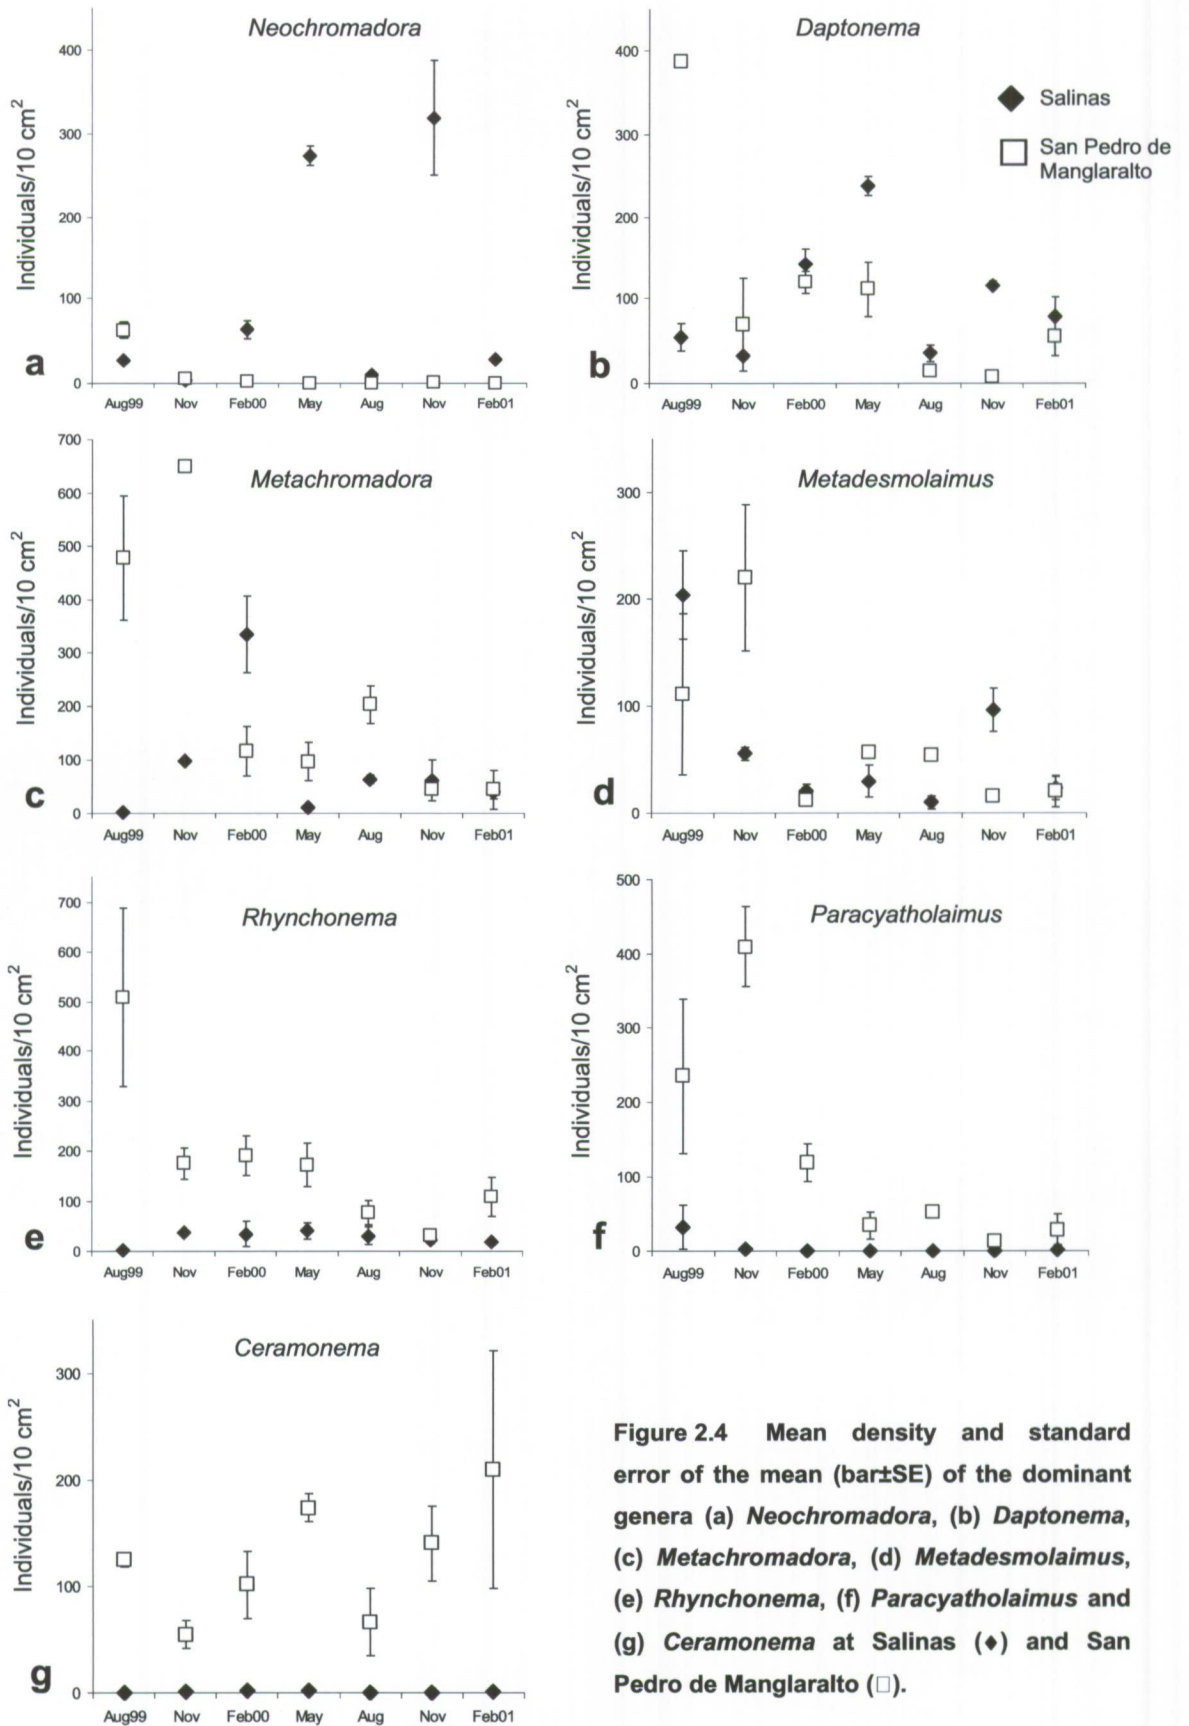 Neochromadora
400
300
200
100
0
Individuals/10 cm²
a
Aug99 Nov Feb00 May Aug Nov Feb01
Daptonema
400
300
200
100
0
Individuals/10 cm²
b
Aug99 Nov Feb00 May Aug Nov Feb01
Salinas
San Pedro de
Manglaralto
Metachromadora
700
600
500
400
300
200
100
0
Individuals/10 cm²
c
Aug99 Nov Feb00 May Aug Nov Feb01
Metadesmolaimus
300
200
100
0
Individuals/10 cm²
d
Aug99 Nov Feb00 May Aug Nov Feb01
Rhynchonema
700
600
500
400
300
200
100
0
Individuals/10 cm²
e
Aug99 Nov Feb00 May Aug Nov Feb01
Paracyatholaimus
500
400
300
200
100
0
Individuals/10 cm²
f
Aug99 Nov Feb00 May Aug Nov Feb01
Ceramonema
300
200
100
0
Individuals/10 cm²
g
Aug99 Nov Feb00 May Aug Nov Feb01
Figure 2.4 Mean density and standard
error of the mean (bar±SE) of the dominant
genera (a) Neochromadora, (b) Daptonema,
(c) Metachromadora, (d) Metadesmolaimus,
(e) Rhynchonema, (f) Paracyatholaimus and
(g) Ceramonema at Salinas (♦) and San
Pedro de Manglaralto (□).